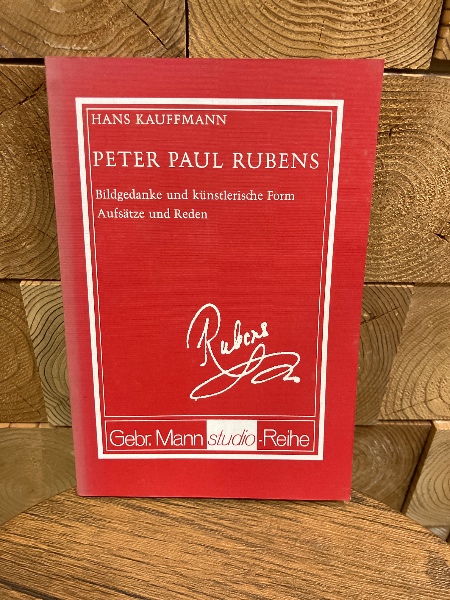 HANS KAUFFMANN
PETER PAUL RUBENS
Bildgedanke und künstlerische Form
Aufsätze und Reden
Rubens
Gebr. Mann studio-Reihe